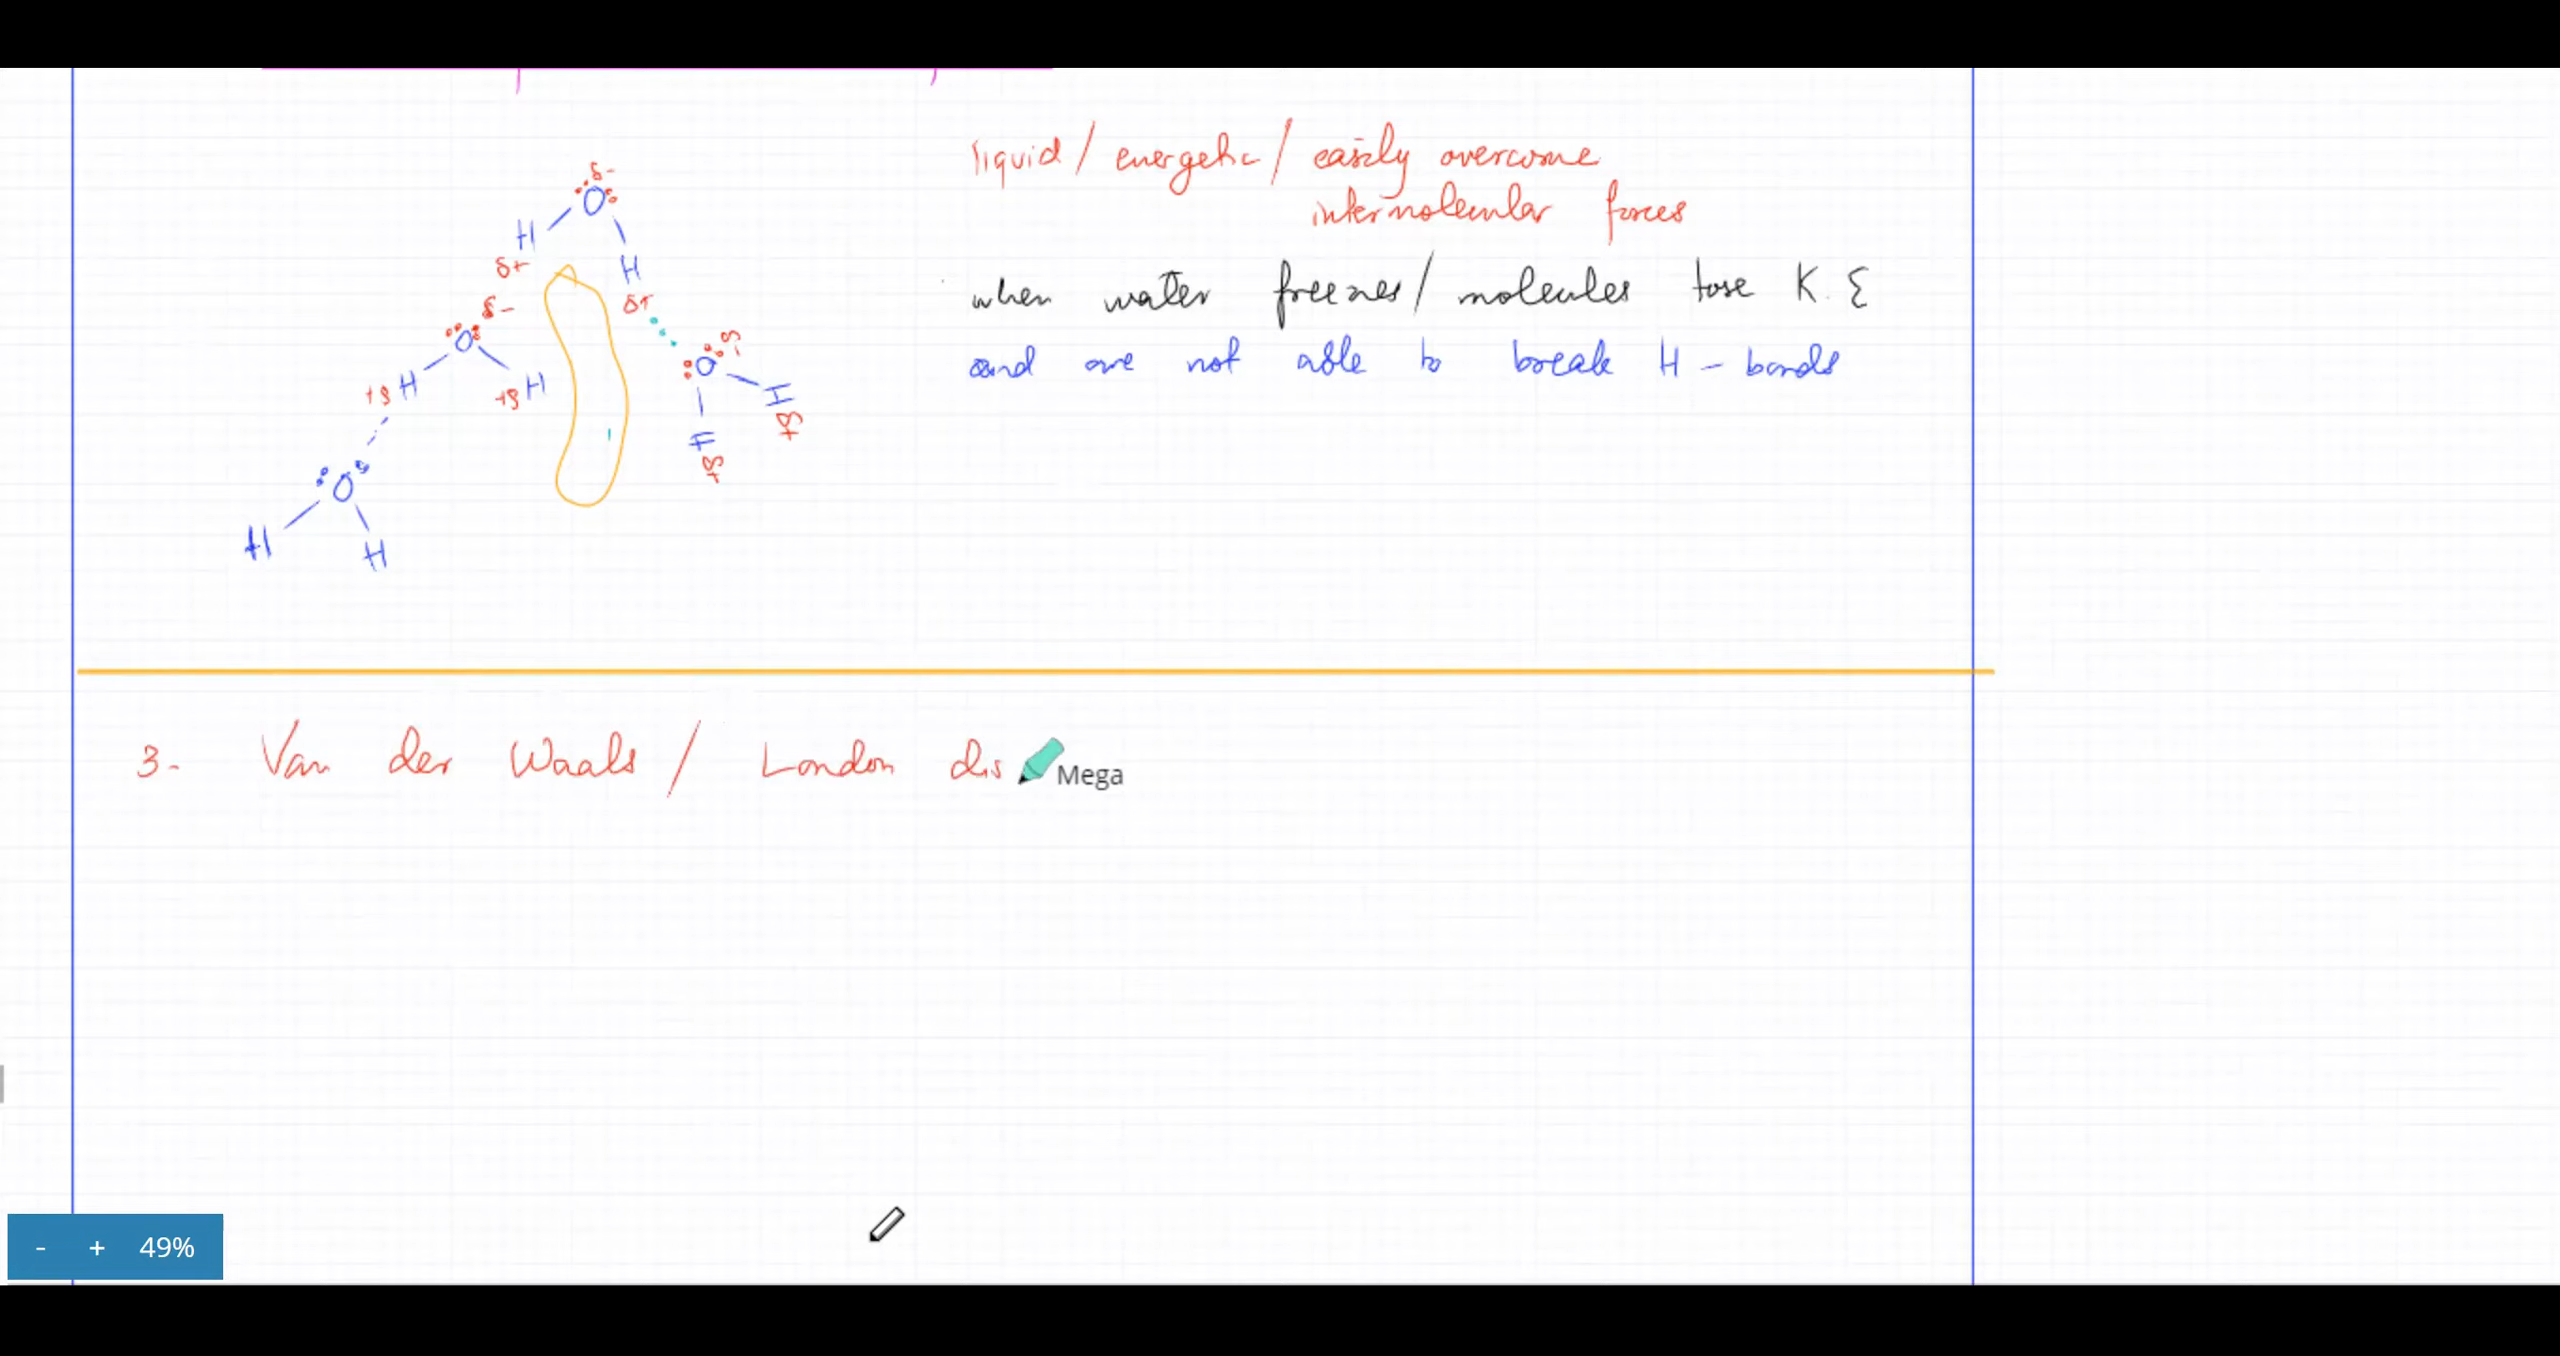 liquid / energetic / easily overcome
intermolecular forces
when water freezes / molecules lose K.E
and are not able to break H - bonds
δ-
O
H
H
δ+
δ+
δ-
O
H
H
δ+
δ+
δ-
O
H
H
δ+
δ+
O
H
H
3- Van der Waals / London dis
Mega
- + 49%